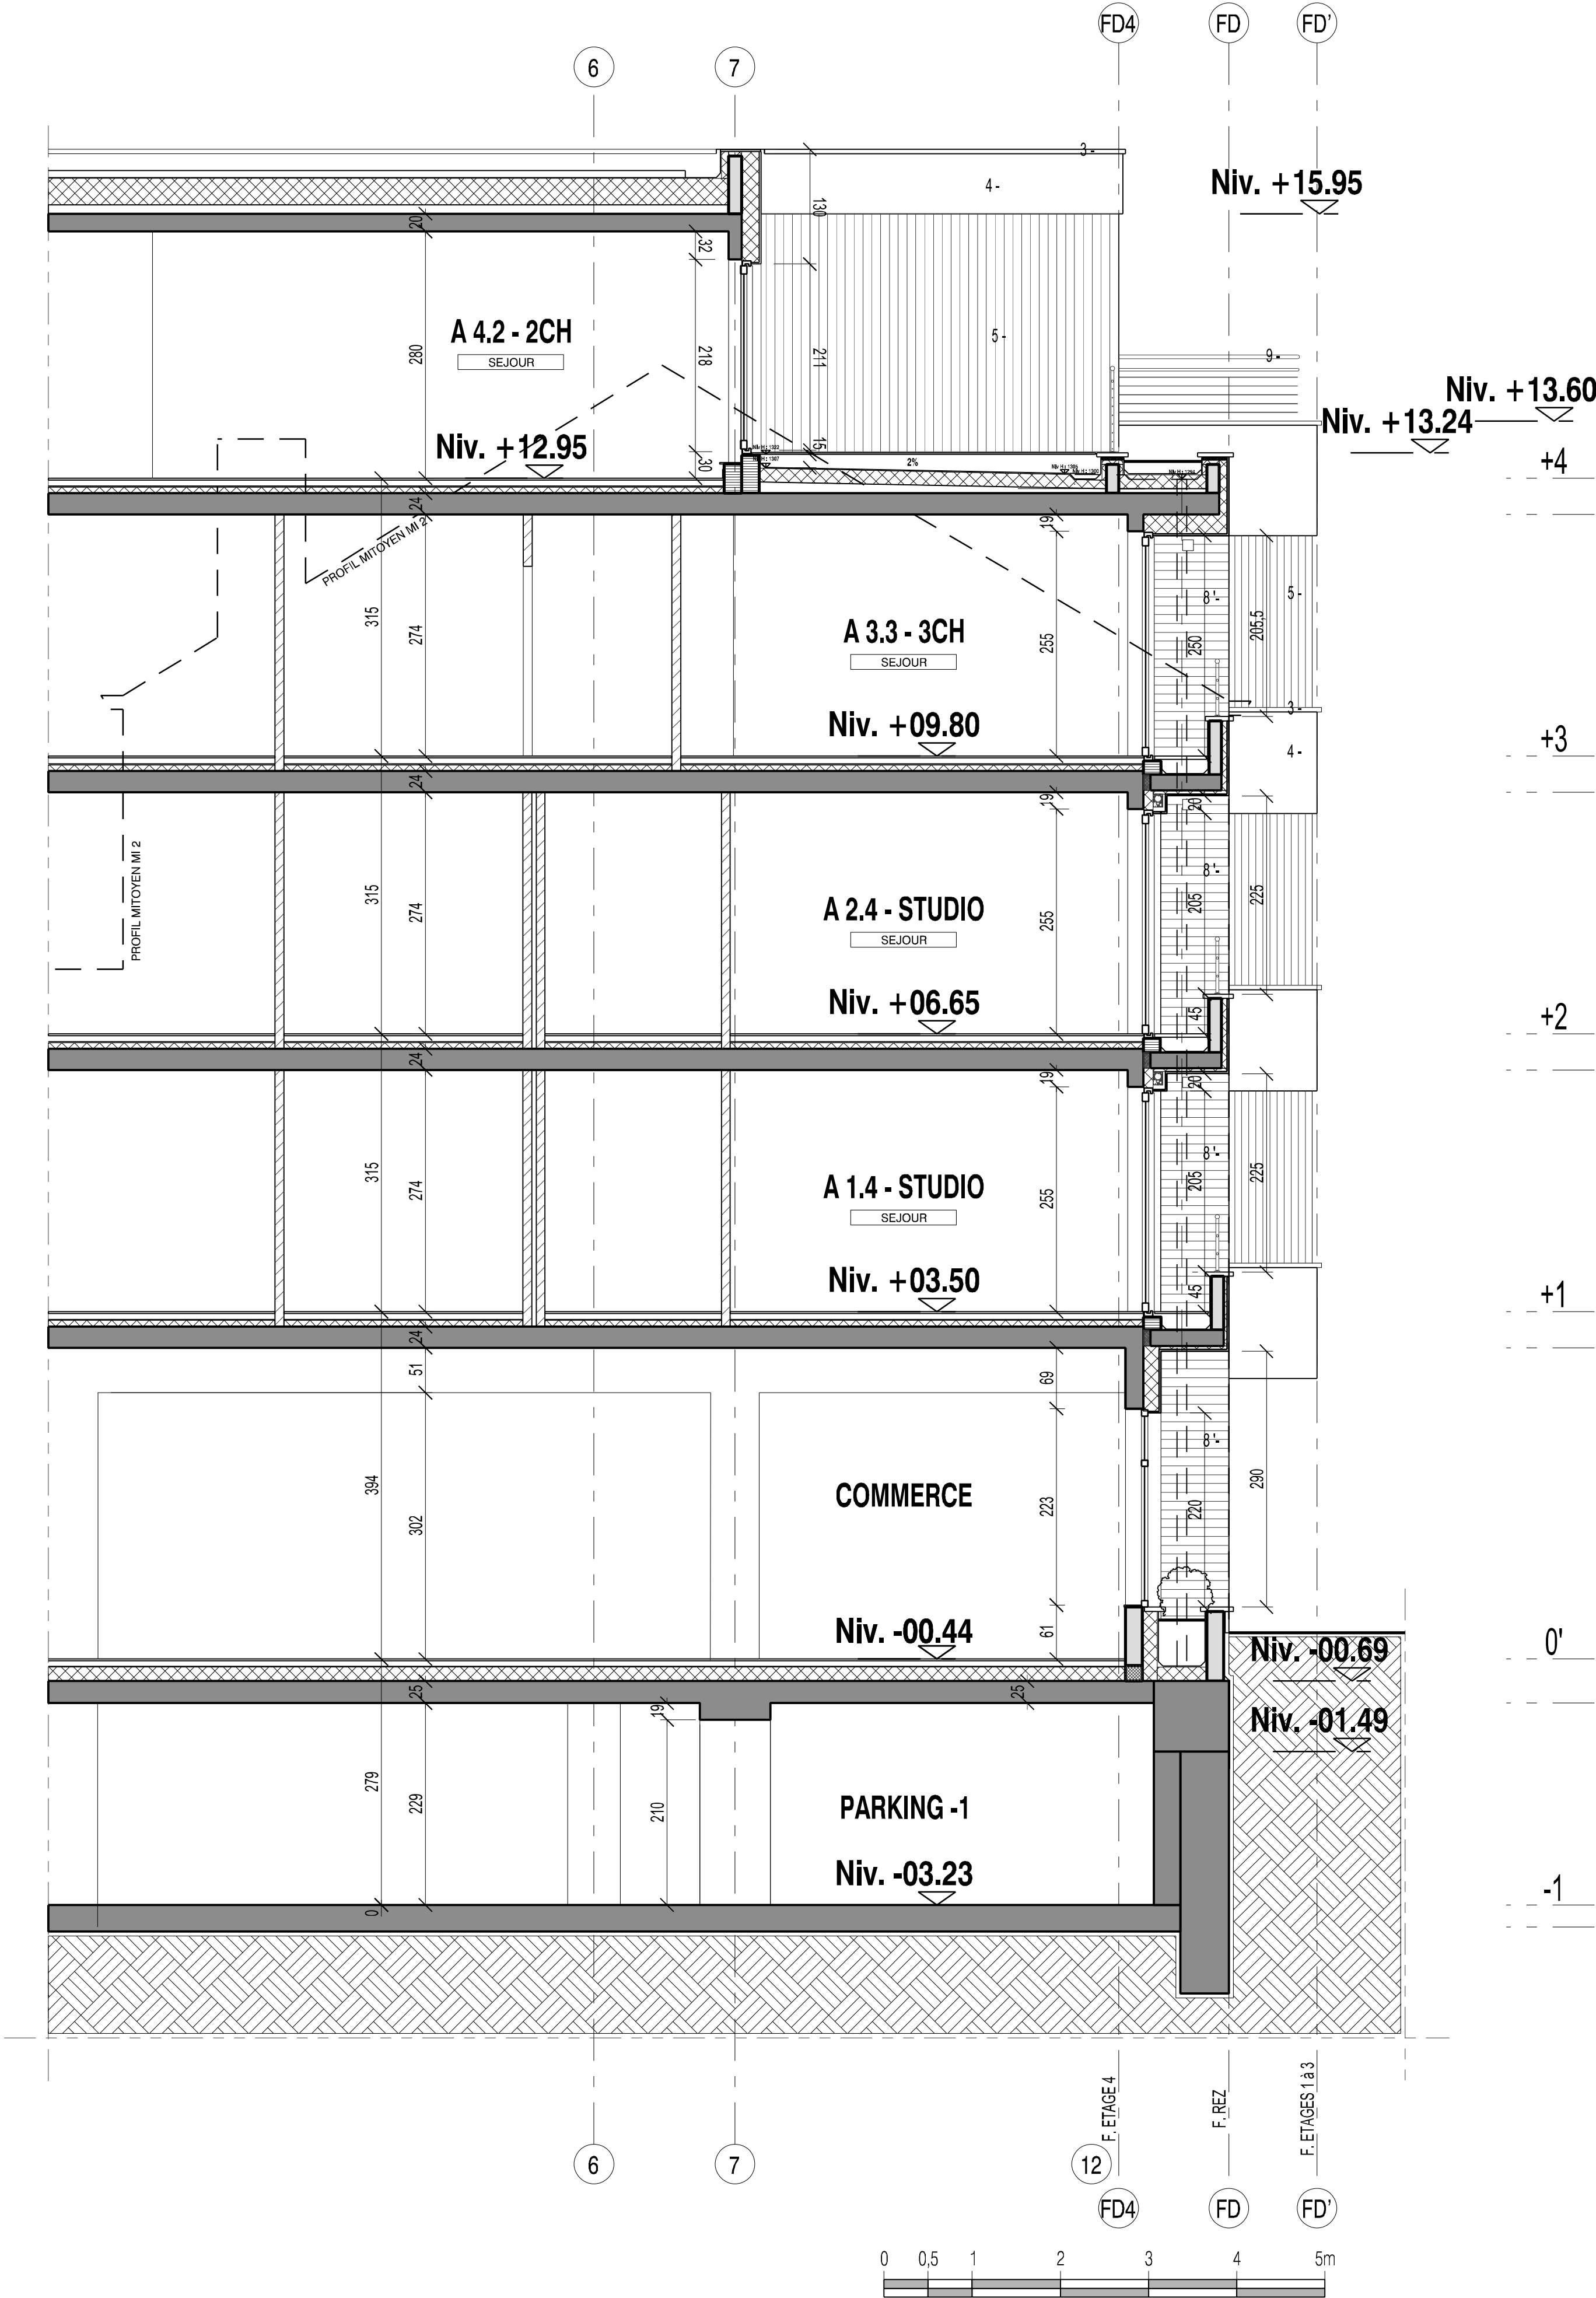 FD4 FD FD'
6 7
3 -
4 -
Niv. +15.95
130
20
32
A 4.2 - 2CH
SEJOUR
280
218
211
5 -
9 -
Niv. +13.60
Niv. +13.24
Niv. +12.95
30
15
2%
+4
24
19
PROFIL MITOYEN MI 2
8'-
5 -
315
274
A 3.3 - 3CH
SEJOUR
255
250
205,5
Niv. +09.80
3 -
4 -
+3
24
19
20
PROFIL MITOYEN MI 2
8'-
315
274
A 2.4 - STUDIO
SEJOUR
255
205
225
Niv. +06.65
45
+2
24
19
20
8'-
315
274
A 1.4 - STUDIO
SEJOUR
255
205
225
Niv. +03.50
45
+1
24
51
69
8'-
394
302
COMMERCE
223
220
290
Niv. -00.44
61
Niv. -00.69
0'
25
25
19
Niv. -01.49
279
229
210
PARKING -1
Niv. -03.23
-1
0
F. ETAGE 4
F. REZ
F. ETAGES 1 à 3
6 7 12
FD4 FD FD'
0 0,5 1 2 3 4 5m